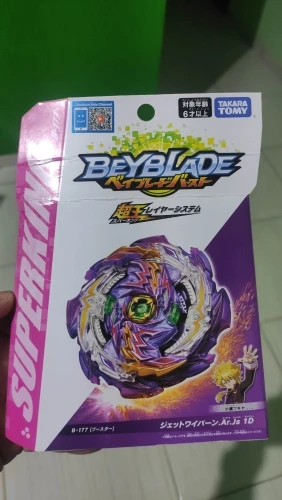 対象年齢
6才以上
TAKARA
TOMY
BEYBLADE
ベイブレードバースト
超王レイヤーシステム
SUPERKING
B-177 (ブースター)
ジェットワイバーン.Ar.Js 1D